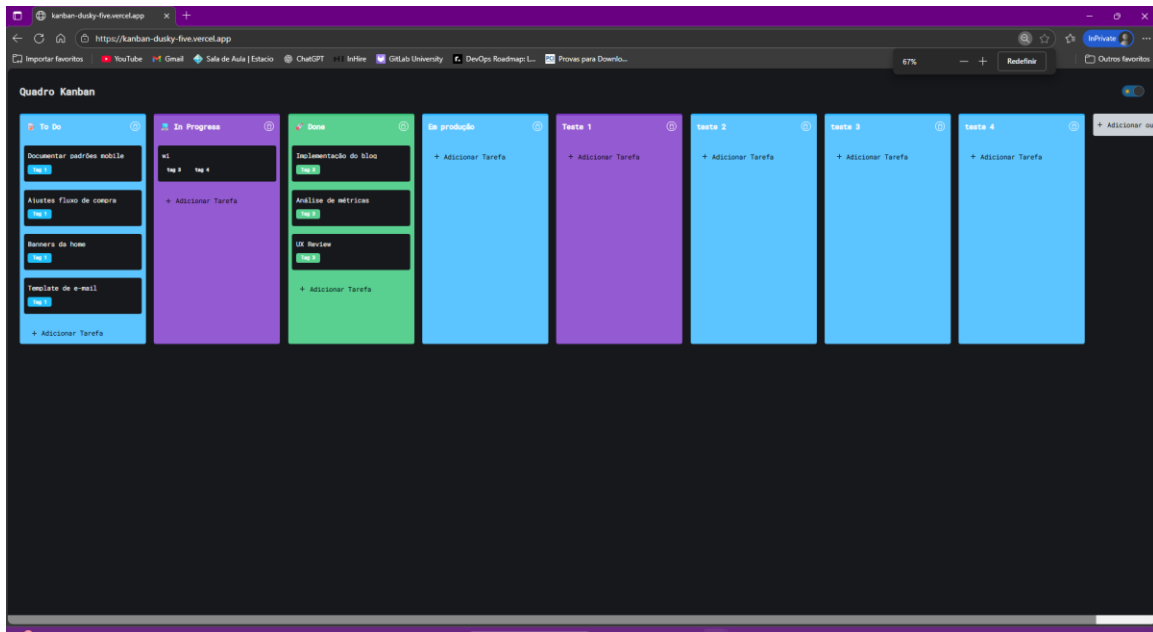 kanban-dusky-five.vercel.app
https://kanban-dusky-five.vercel.app
InPrivate
Importar favoritos
YouTube
Gmail
Sala de Aula | Estacio
ChatGPT
InHire
GitLab University
DevOps Roadmap: L...
Provas para Downlo...
67%
Redefinir
Outros favoritos
Quadro Kanban
To Do
Documentar padrões mobile
Tag 1
Ajustes fluxo de compra
Tag 1
Banners da home
Tag 1
Template de e-mail
Tag 1
+ Adicionar Tarefa
In Progress
wi
tag 3 tag 4
+ Adicionar Tarefa
Done
Implementação do blog
Tag 3
Análise de métricas
Tag 3
UX Review
Tag 3
+ Adicionar Tarefa
Em produção
+ Adicionar Tarefa
Teste 1
+ Adicionar Tarefa
teste 2
+ Adicionar Tarefa
teste 3
+ Adicionar Tarefa
teste 4
+ Adicionar Tarefa
+ Adicionar ou